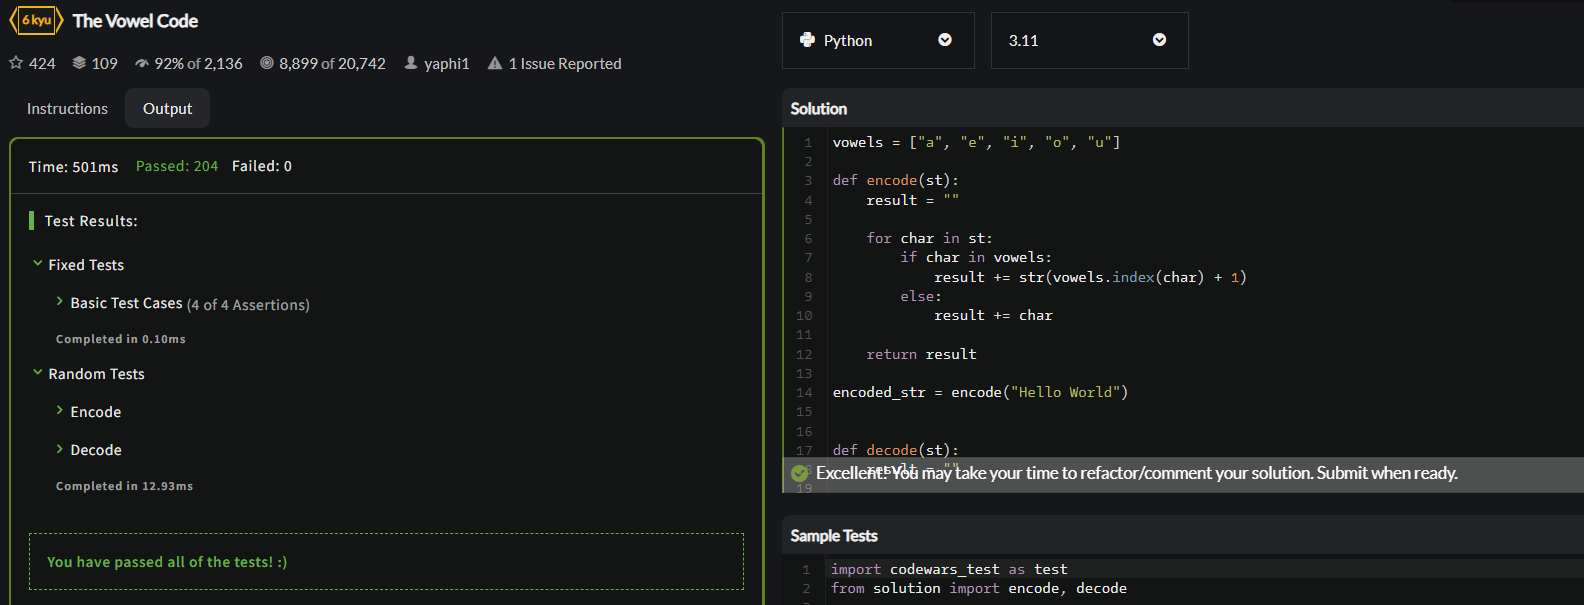 6 kyu The Vowel Code
424 109 92% of 2,136 8,899 of 20,742 yaphi1 1 Issue Reported
Instructions Output
Time: 501ms Passed: 204 Failed: 0
Test Results:
Fixed Tests
Basic Test Cases (4 of 4 Assertions)
Completed in 0.10ms
Random Tests
Encode
Decode
Completed in 12.93ms
You have passed all of the tests! :)
Python 3.11
Solution
1 vowels = ["a", "e", "i", "o", "u"]
2
3 def encode(st):
4     result = ""
5
6     for char in st:
7         if char in vowels:
8             result += str(vowels.index(char) + 1)
9         else:
10             result += char
11
12     return result
13
14 encoded_str = encode("Hello World")
15
16
17 def decode(st):
18     result = ""
Excellent! You may take your time to refactor/comment your solution. Submit when ready.
19
Sample Tests
1 import codewars_test as test
2 from solution import encode, decode